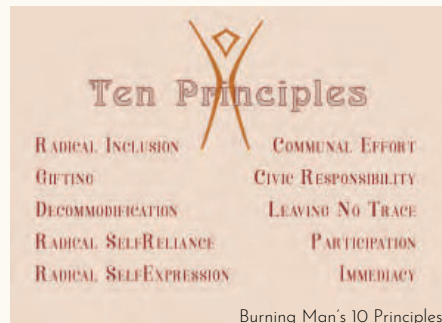 Ten Principles
Radical Inclusion
Gifting
Decommodification
Radical SelfReliance
Radical SelfExpression
Communal Effort
Civic Responsibility
Leaving No Trace
Participation
Immediacy
Burning Man's 10 Principles